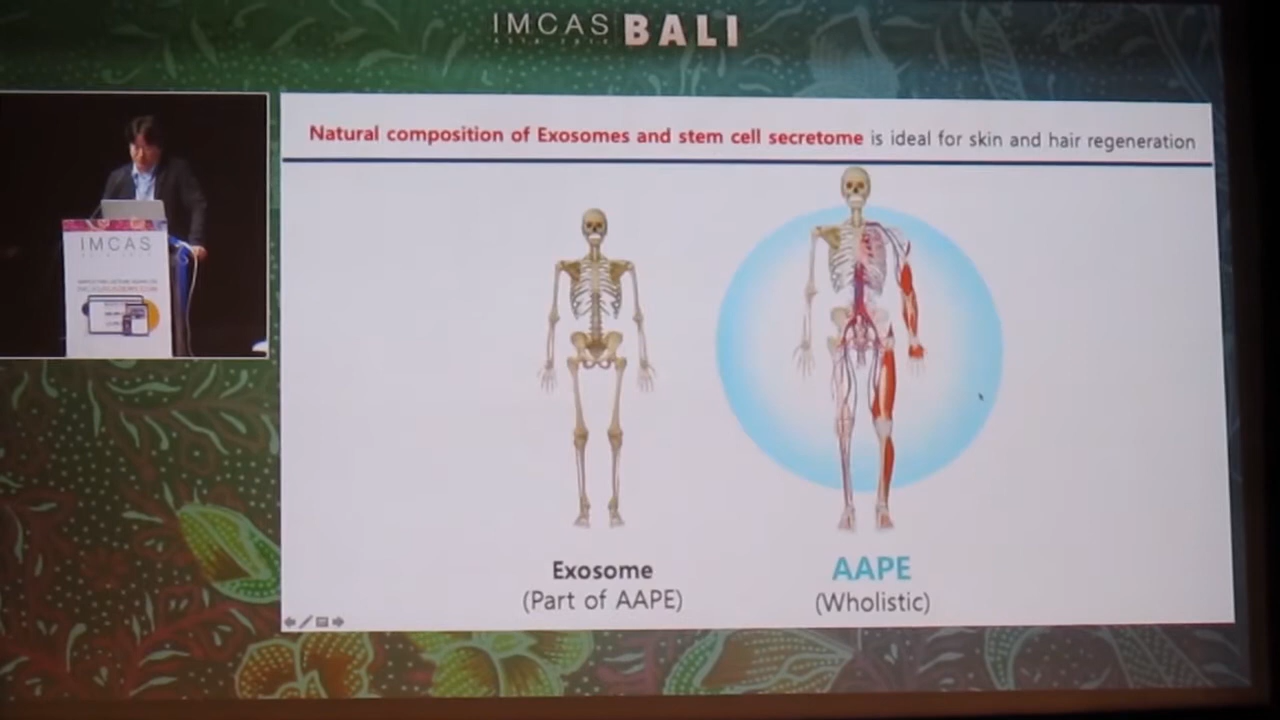 IMCAS BALI
Natural composition of Exosomes and stem cell secretome is ideal for skin and hair regeneration
IMCAS
Exosome
(Part of AAPE)
AAPE
(Wholistic)